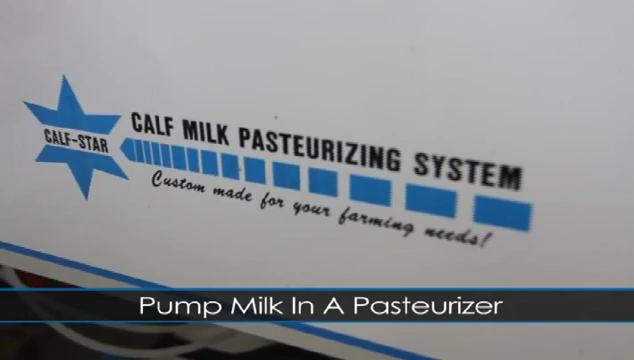 CALF-STAR
CALF MILK PASTEURIZING SYSTEM
Custom made for your farming needs!
Pump Milk In A Pasteurizer